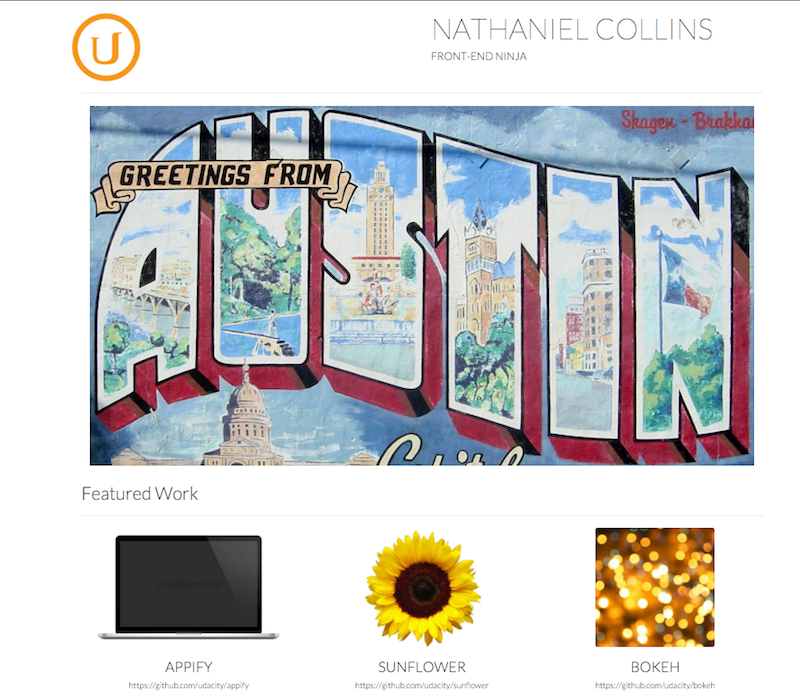 U
NATHANIEL COLLINS
FRONT-END NINJA
Skagen - Brakha
GREETINGS FROM
AUSTIN
Featured Work
APPIFY
SUNFLOWER
BOKEH
https://github.com/udacity/appify
https://github.com/udacity/sunflower
https://github.com/udacity/bokeh